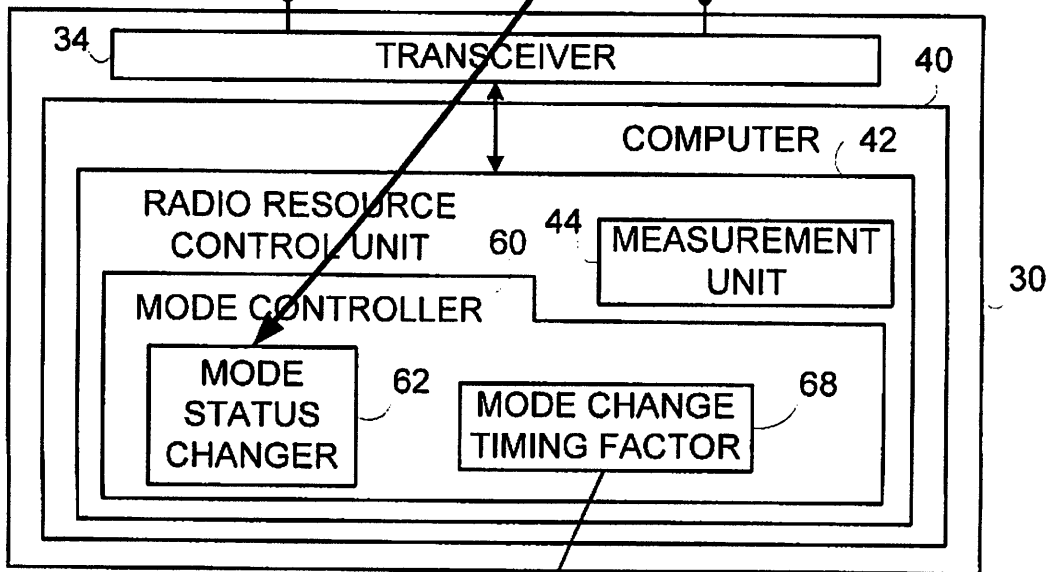 34
TRANSCEIVER
40
COMPUTER
42
RADIO RESOURCE
CONTROL UNIT
44
MEASUREMENT
UNIT
60
30
MODE CONTROLLER
MODE
STATUS
CHANGER
62
MODE CHANGE
TIMING FACTOR
68